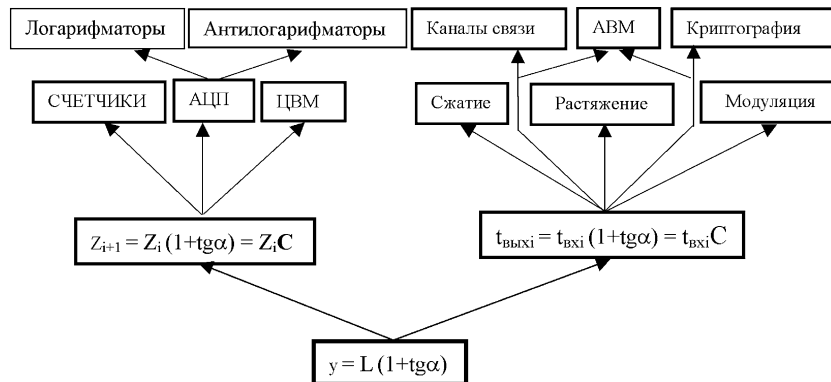 Логарифматоры
Антилогарифматоры
Каналы связи
АВМ
Криптография
СЧЕТЧИКИ
АЦП
ЦВМ
Сжатие
Растяжение
Модуляция
Zi+1 = Zi (1+tgα) = ZiC
tвыхi = tвхi (1+tgα) = tвхiC
y = L (1+tgα)